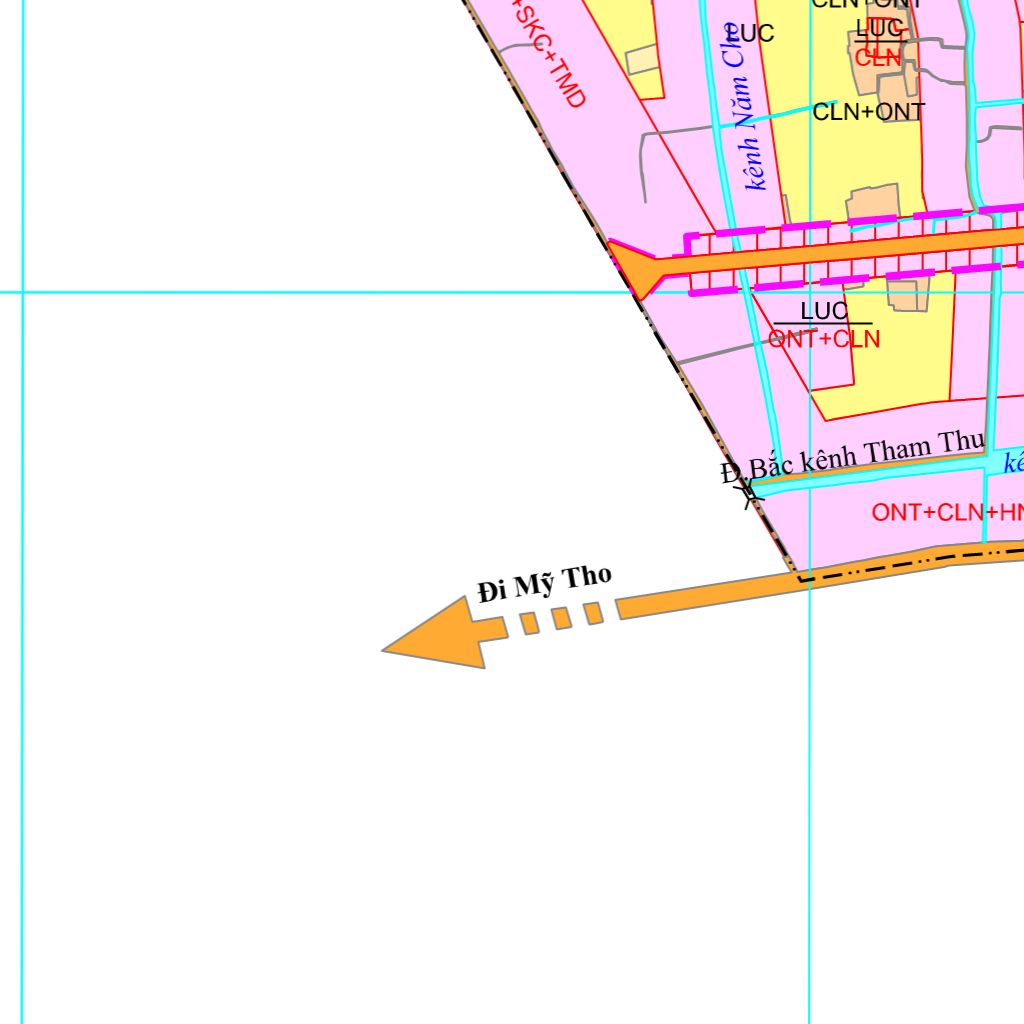 CLN+ONT
LUC
CLN
LUC
+SKC+TMD
kênh Năm Cho
CLN+ONT
LUC
ONT+CLN
Đ.Bắc kênh Tham Thu
kê
ONT+CLN+HN
Đi Mỹ Tho